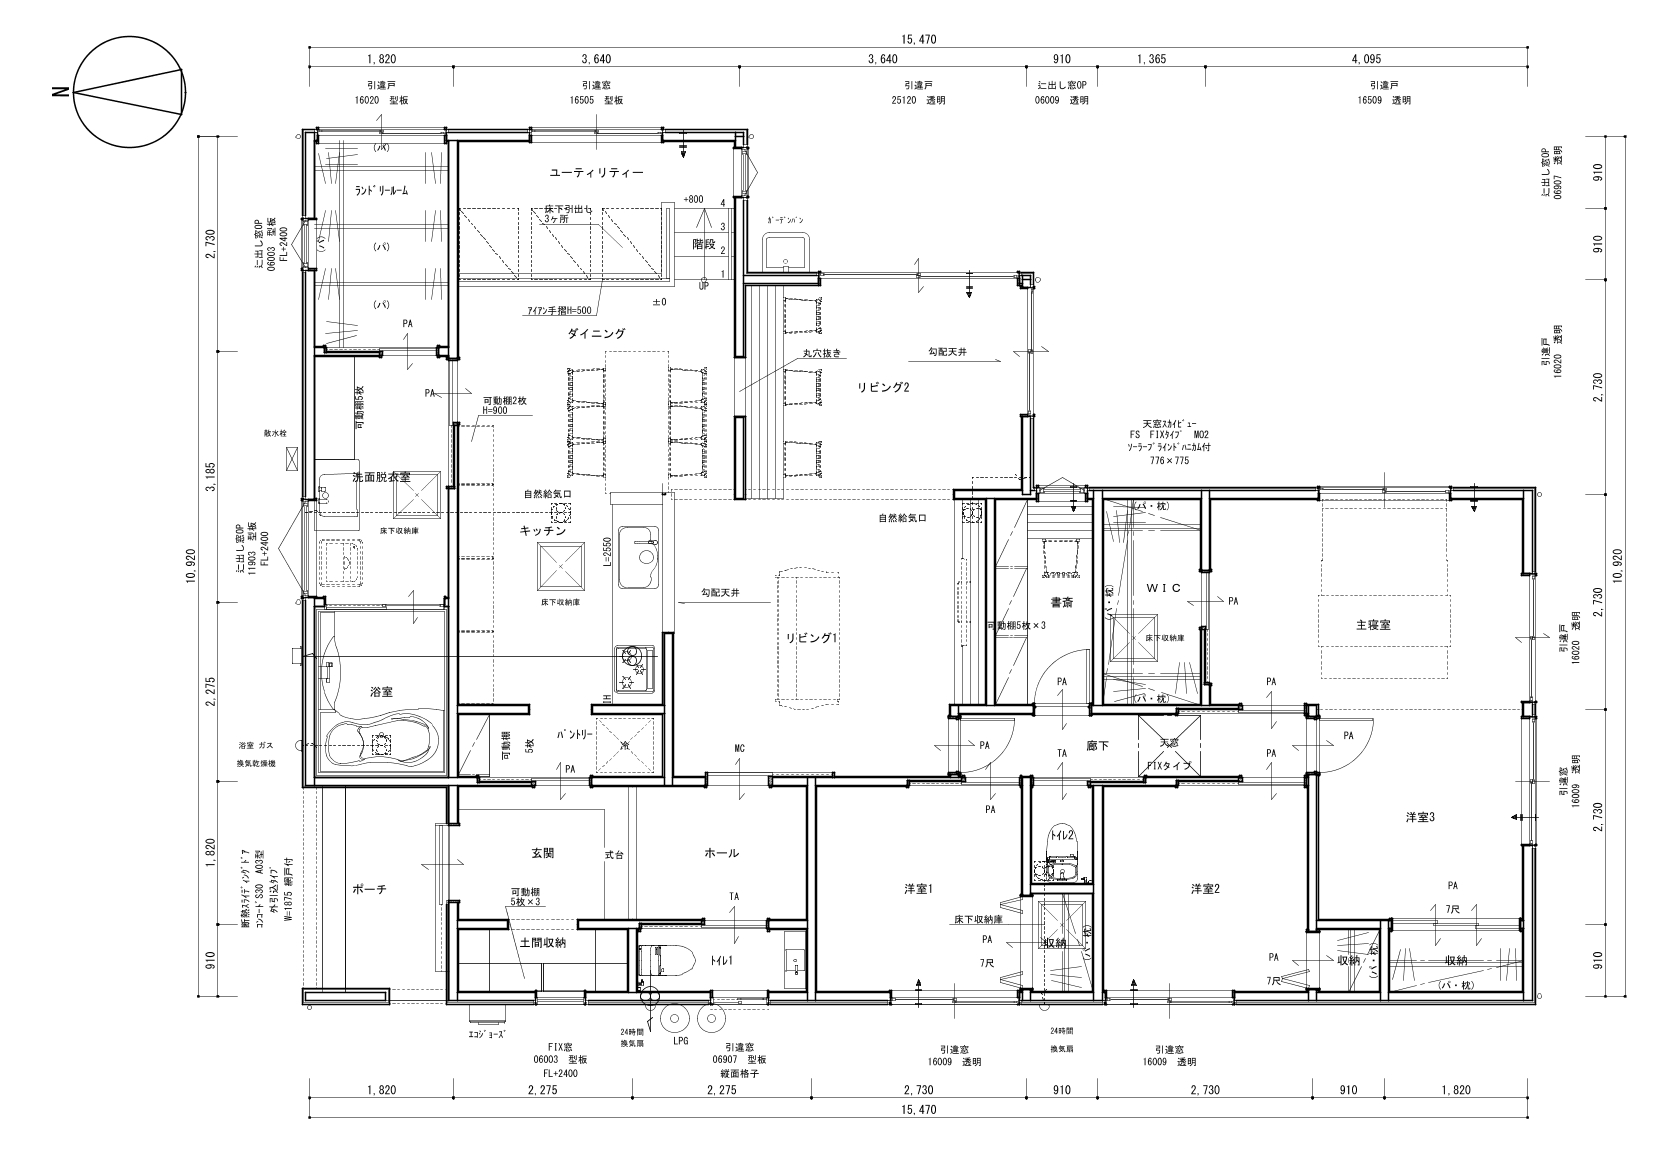 N
15,470
1,820
3,640
3,640
910
1,365
4,095
引違戸
16020 型板
引違窓
16505 型板
引違戸
25120 透明
辷出し窓OP
06009 透明
引違戸
16509 透明
(パ)
ﾗﾝﾄﾞﾘｰﾙｰﾑ
(パ)
(パ)
(パ)
ユーティリティー
床下引出し
3ヶ所
+800
4
3
階段
2
1
UP
ｶﾞｰﾃﾞﾝﾊﾟﾝ
±0
ｱｲｱﾝ手摺H=500
ダイニング
丸穴抜き
勾配天井
リビング2
辷出し窓OP
06003 型板
FL+2400
辷出し窓OP
06907 透明
引違戸
16020 透明
910
910
2,730
2,730
2,730
910
10,920
2,730
3,185
2,275
1,820
910
10,920
PA
PA
可動棚5枚
可動棚2枚
H=900
散水栓
洗面脱衣室
床下収納庫
辷出し窓OP
11903 型板
FL+2400
自然給気口
キッチン
床下収納庫
L=2550
IH
勾配天井
リビング1
自然給気口
天窓ｽｶｲﾋﾞｭｰ
FS FIXﾀｲﾌﾟ M02
ｿｰﾗｰﾌﾞﾗｲﾝﾄﾞﾊﾆｶﾑ付
776×775
(パ・枕)
書斎
可動棚5枚×3
WIC
(パ・枕)
床下収納庫
(パ・枕)
PA
主寝室
引違戸
16020 透明
浴室
浴室 ガス
換気乾燥機
可動棚
5枚
ﾊﾟﾝﾄﾘｰ
冷
PA
MC
PA
PA
TA
廊下
天窓
FIXタイプ
PA
PA
PA
PA
引違窓
16009 透明
洋室3
断熱ｽﾗｲﾃﾞｨﾝｸﾞﾄﾞｱ
ｺﾝｺｰﾄﾞS30 A03型
外引込ﾀｲﾌﾟ
W=1875 網戸付
ポーチ
玄関
式台
ホール
可動棚
5枚×3
TA
土間収納
ﾄｲﾚ1
洋室1
ﾄｲﾚ2
床下収納庫
PA
7尺
収納
(パ・枕)
洋室2
PA
7尺
収納
(パ・枕)
PA
7尺
収納
(パ・枕)
ｴｺｼﾞｮｰｽﾞ
24時間
換気扇
LPG
FIX窓
06003 型板
FL+2400
引違窓
06907 型板
縦面格子
引違窓
16009 透明
24時間
換気扇
引違窓
16009 透明
1,820
2,275
2,275
2,730
910
2,730
910
1,820
15,470